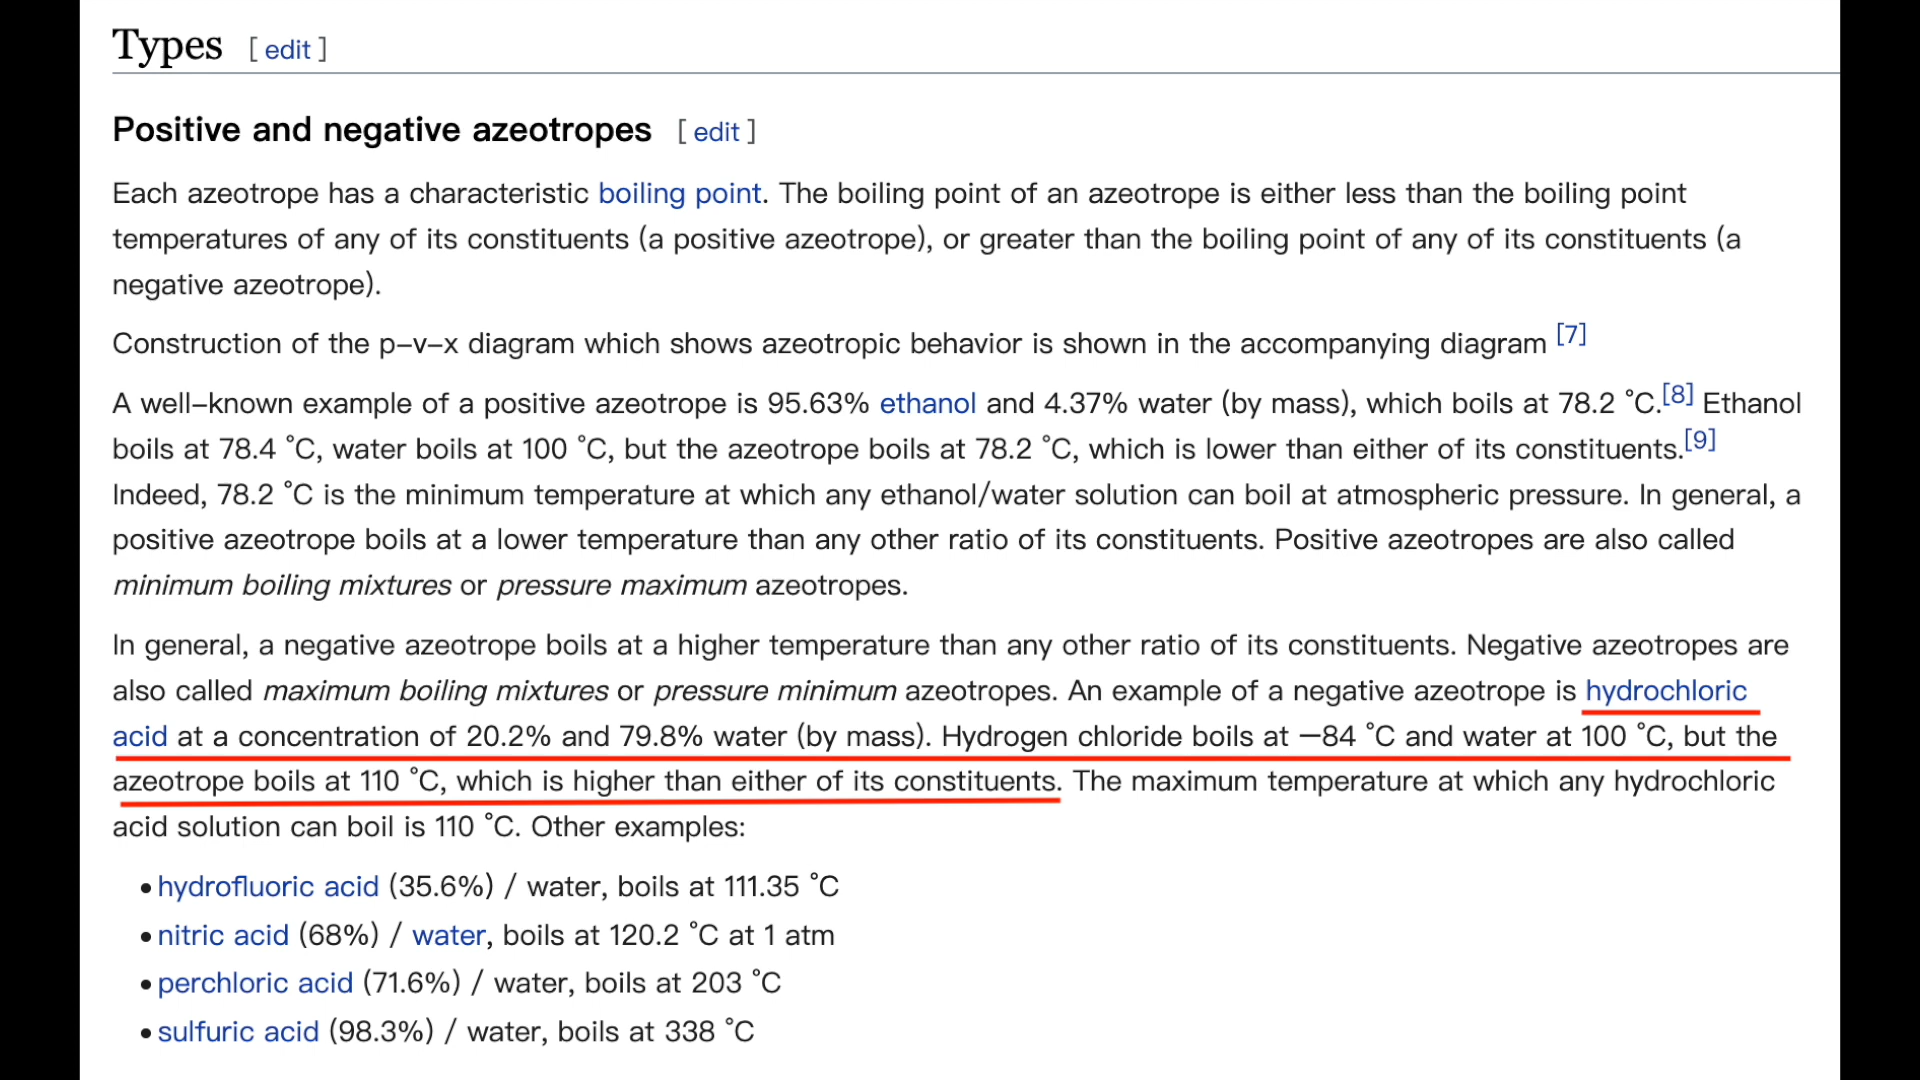 Types [ edit ]
Positive and negative azeotropes [ edit ]
Each azeotrope has a characteristic boiling point. The boiling point of an azeotrope is either less than the boiling point
temperatures of any of its constituents (a positive azeotrope), or greater than the boiling point of any of its constituents (a
negative azeotrope).
Construction of the p–v–x diagram which shows azeotropic behavior is shown in the accompanying diagram [7]
A well–known example of a positive azeotrope is 95.63% ethanol and 4.37% water (by mass), which boils at 78.2 °C.[8] Ethanol
boils at 78.4 °C, water boils at 100 °C, but the azeotrope boils at 78.2 °C, which is lower than either of its constituents.[9]
Indeed, 78.2 °C is the minimum temperature at which any ethanol/water solution can boil at atmospheric pressure. In general, a
positive azeotrope boils at a lower temperature than any other ratio of its constituents. Positive azeotropes are also called
minimum boiling mixtures or pressure maximum azeotropes.
In general, a negative azeotrope boils at a higher temperature than any other ratio of its constituents. Negative azeotropes are
also called maximum boiling mixtures or pressure minimum azeotropes. An example of a negative azeotrope is hydrochloric
acid at a concentration of 20.2% and 79.8% water (by mass). Hydrogen chloride boils at −84 °C and water at 100 °C, but the
azeotrope boils at 110 °C, which is higher than either of its constituents. The maximum temperature at which any hydrochloric
acid solution can boil is 110 °C. Other examples:
• hydrofluoric acid (35.6%) / water, boils at 111.35 °C
• nitric acid (68%) / water, boils at 120.2 °C at 1 atm
• perchloric acid (71.6%) / water, boils at 203 °C
• sulfuric acid (98.3%) / water, boils at 338 °C